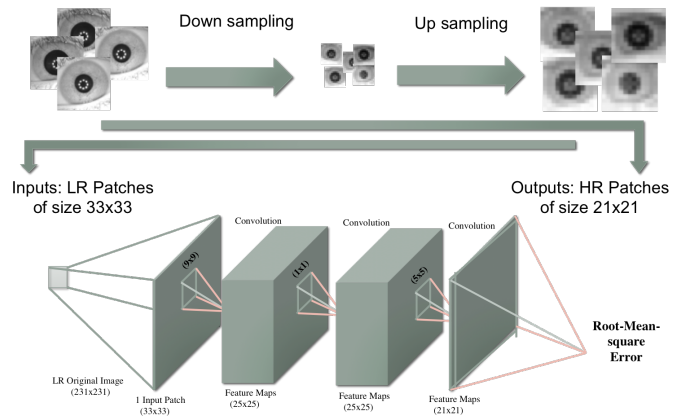 Down sampling
Up sampling
Inputs: LR Patches
of size 33x33
Outputs: HR Patches
of size 21x21
Convolution
Convolution
Convolution
(9x9)
(1x1)
(5x5)
Root-Mean-
square
Error
LR Original Image
(231x231)
1 Input Patch
(33x33)
Feature Maps
(25x25)
Feature Maps
(25x25)
Feature Maps
(21x21)